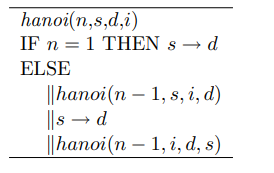 hanoi(n,s,d,i)
IF n = 1 THEN s → d
ELSE
||hanoi(n − 1, s, i, d)
||s → d
||hanoi(n − 1, i, d, s)